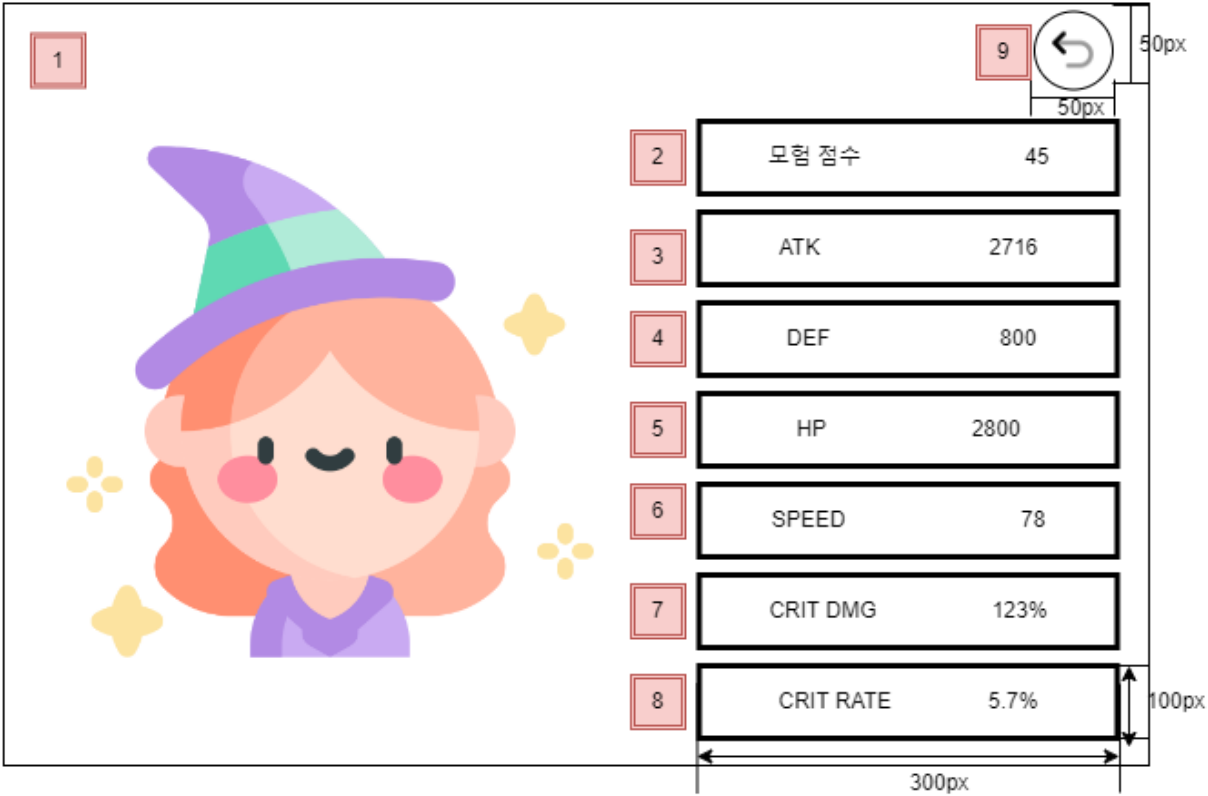 1
9
50px
50px
2 모험 점수 45
3 ATK 2716
4 DEF 800
5 HP 2800
6 SPEED 78
7 CRIT DMG 123%
8 CRIT RATE 5.7%
100px
300px